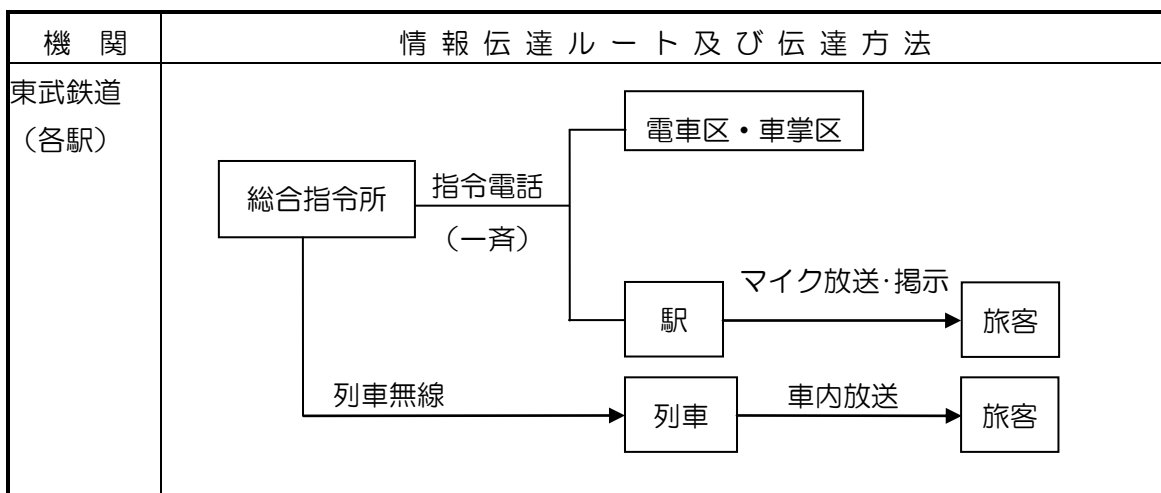 機 関
情 報 伝 達 ル ー ト 及 び 伝 達 方 法
東武鉄道
（各駅）
電車区・車掌区
総合指令所
指令電話
（一斉）
マイク放送･掲示
駅
旅客
列車無線
列車
車内放送
旅客